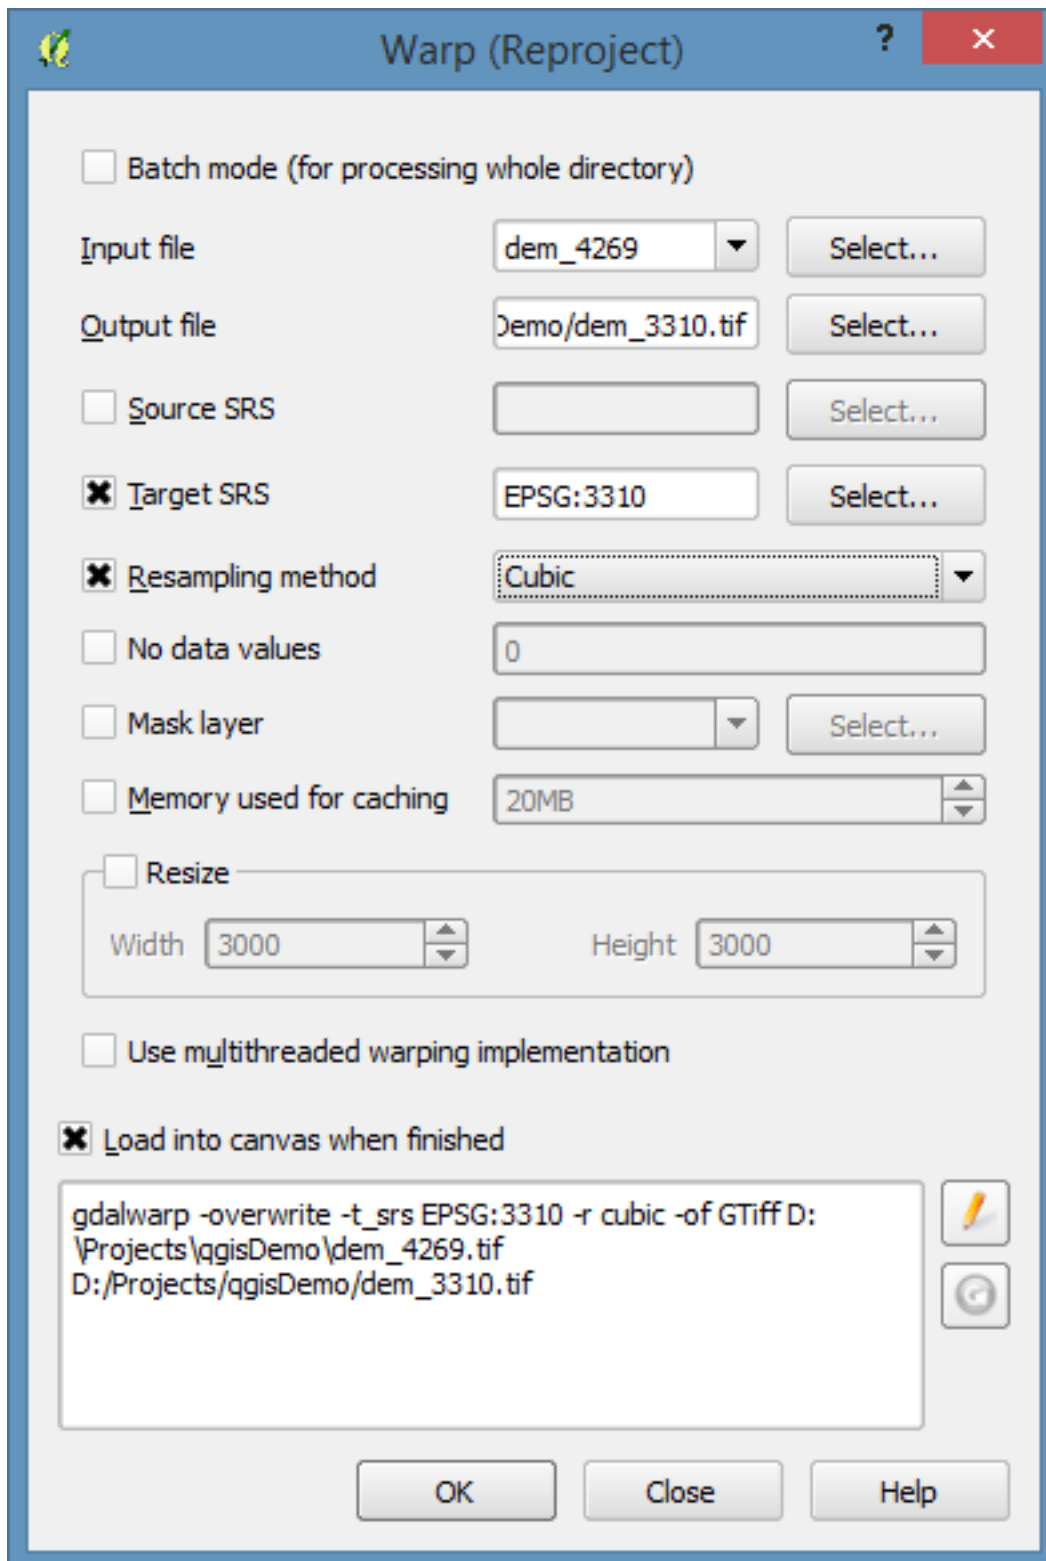 Warp (Reproject) ?
Batch mode (for processing whole directory)
Input file dem_4269 Select...
Output file Demo/dem_3310.tif Select...
Source SRS Select...
Target SRS EPSG:3310 Select...
Resampling method Cubic
No data values 0
Mask layer Select...
Memory used for caching 20MB
Resize
Width 3000 Height 3000
Use multithreaded warping implementation
Load into canvas when finished
gdalwarp -overwrite -t_srs EPSG:3310 -r cubic -of GTiff D:
\Projects\qgisDemo\dem_4269.tif
D:/Projects/qgisDemo/dem_3310.tif
OK Close Help